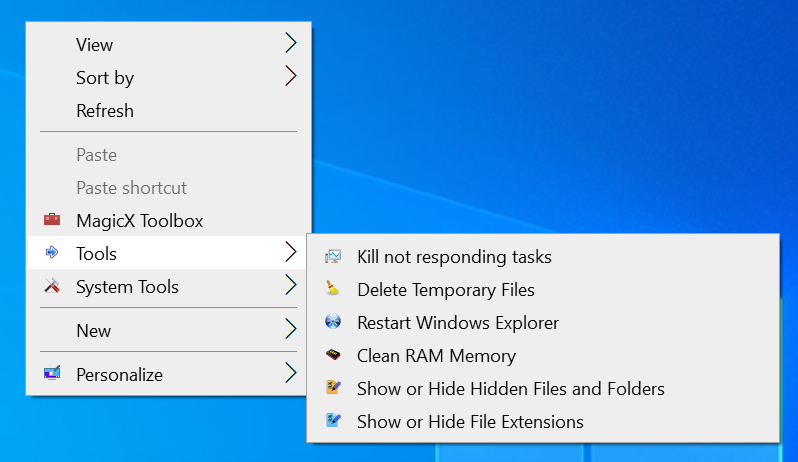 View
Sort by
Refresh
Paste
Paste shortcut
MagicX Toolbox
Tools
System Tools
New
Personalize
Kill not responding tasks
Delete Temporary Files
Restart Windows Explorer
Clean RAM Memory
Show or Hide Hidden Files and Folders
Show or Hide File Extensions